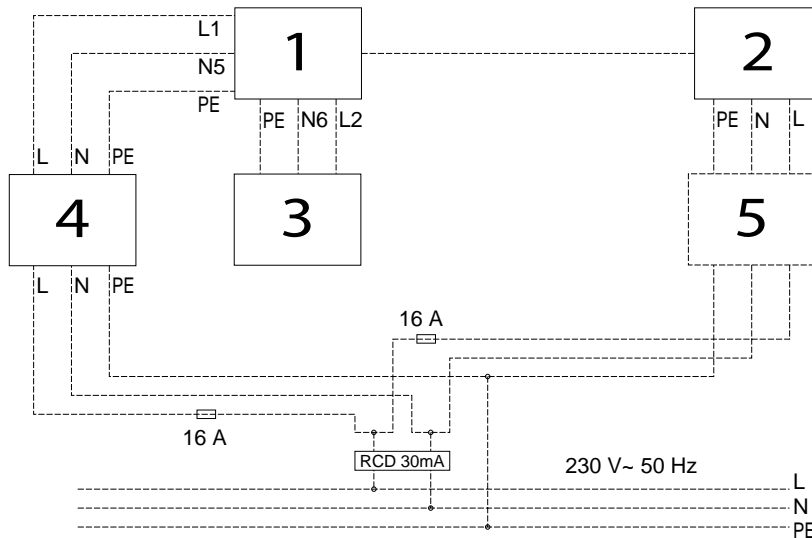 L1
1
2
N5
PE
PE N6 L2
PE N L
L N PE
4
3
5
L N PE
16 A
16 A
RCD 30mA
230 V~ 50 Hz
L
N
PE